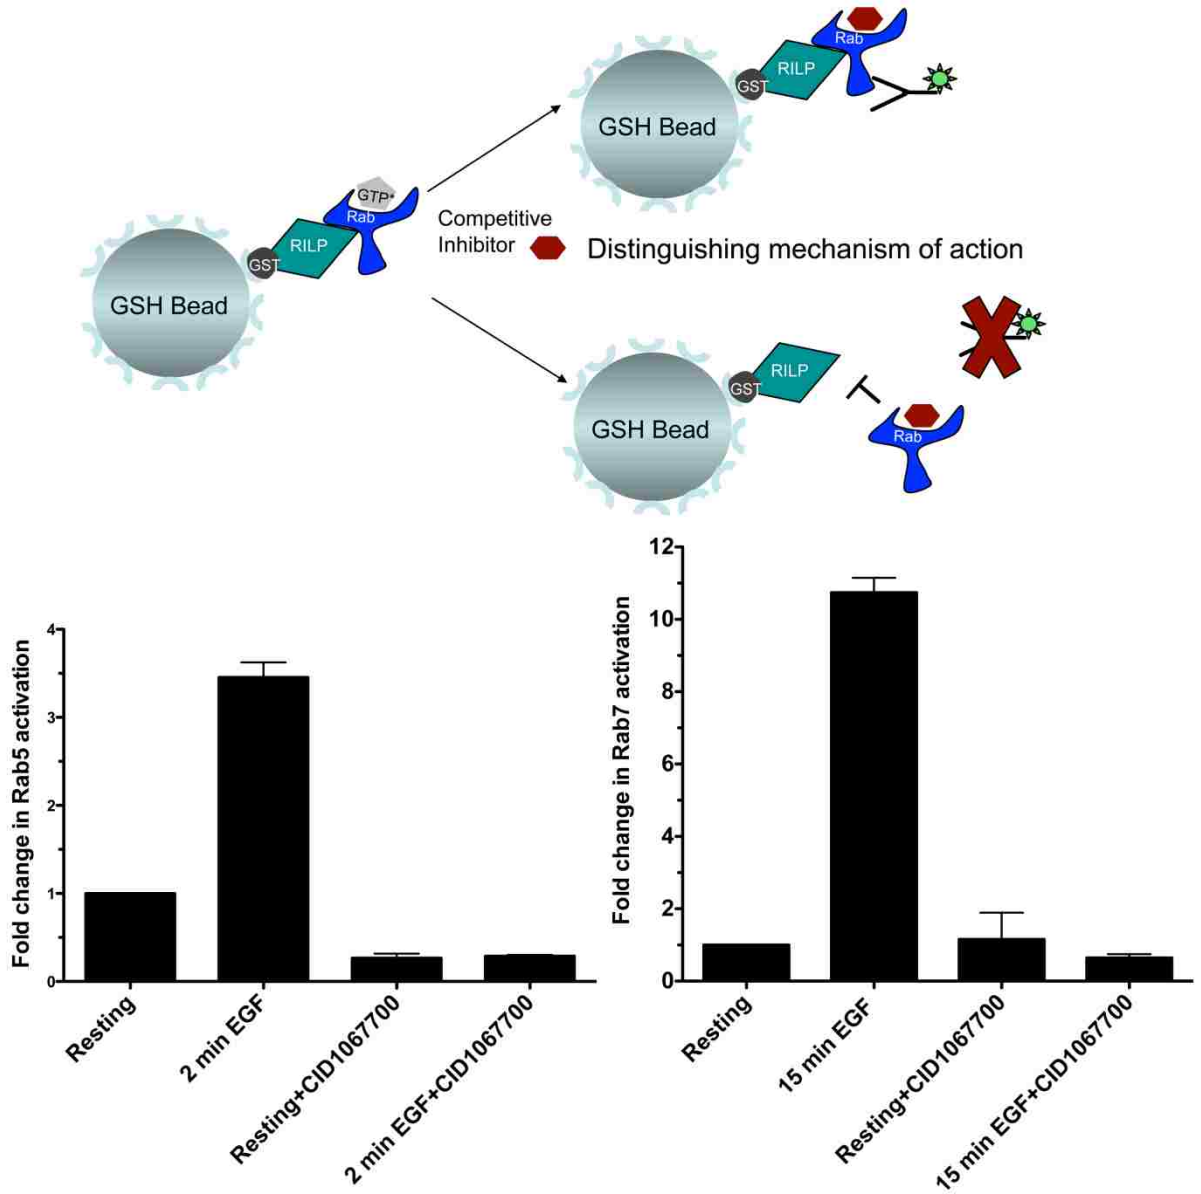 Rab
RILP
GST
GSH Bead
GTP*
Rab
RILP
GST
GSH Bead
Competitive
Inhibitor
Distinguishing mechanism of action
RILP
GST
GSH Bead
Rab
Fold change in Rab5 activation
4
3
2
1
0
Resting
2 min EGF
Resting+CID1067700
2 min EGF+CID1067700
Fold change in Rab7 activation
12
10
8
6
4
2
0
Resting
15 min EGF
Resting+CID1067700
15 min EGF+CID1067700